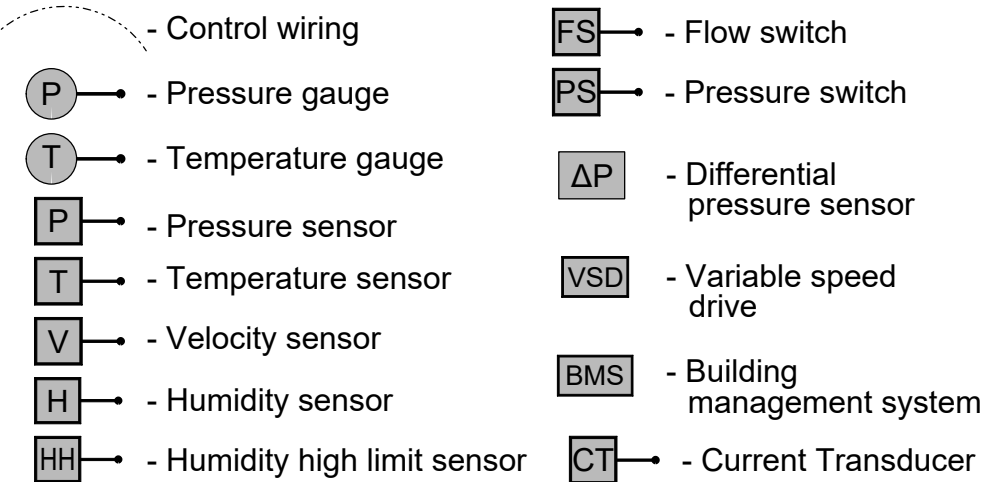 - Control wiring
P - Pressure gauge
T - Temperature gauge
P - Pressure sensor
T - Temperature sensor
V - Velocity sensor
H - Humidity sensor
HH - Humidity high limit sensor
FS - Flow switch
PS - Pressure switch
ΔP - Differential
pressure sensor
VSD - Variable speed
drive
BMS - Building
management system
CT - Current Transducer